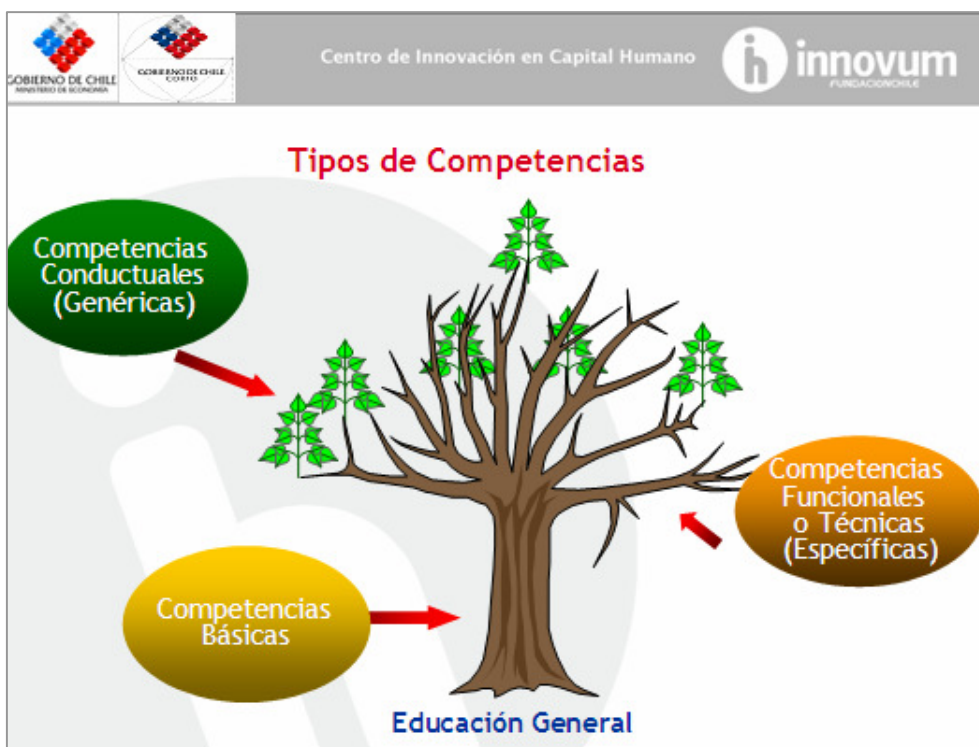 GOBIERNO DE CHILE
MINISTERIO DE ECONOMÍA
GOBIERNO DE CHILE
CORFO
Centro de Innovación en Capital Humano
innovum
FUNDACIONCHILE
Tipos de Competencias
Competencias
Conductuales
(Genéricas)
Competencias
Funcionales
o Técnicas
(Específicas)
Competencias
Básicas
Educación General